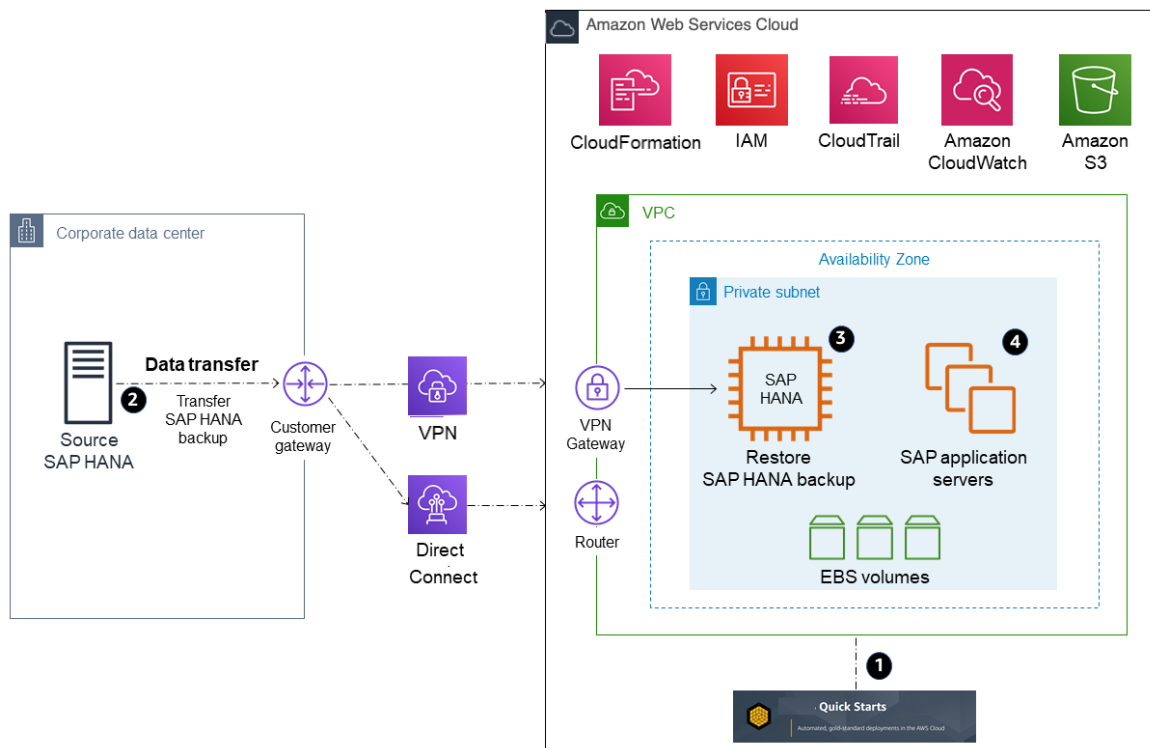 Amazon Web Services Cloud
CloudFormation
IAM
CloudTrail
Amazon
CloudWatch
Amazon
S3
VPC
Corporate data center
Availability Zone
Private subnet
3
4
Data transfer
2
Transfer
SAP HANA
backup
Source
SAP HANA
Customer
gateway
VPN
Direct
Connect
VPN
Gateway
Router
SAP
HANA
Restore
SAP HANA backup
SAP application
servers
EBS volumes
1
Quick Starts
Automated, gold-standard deployments in the AWS Cloud